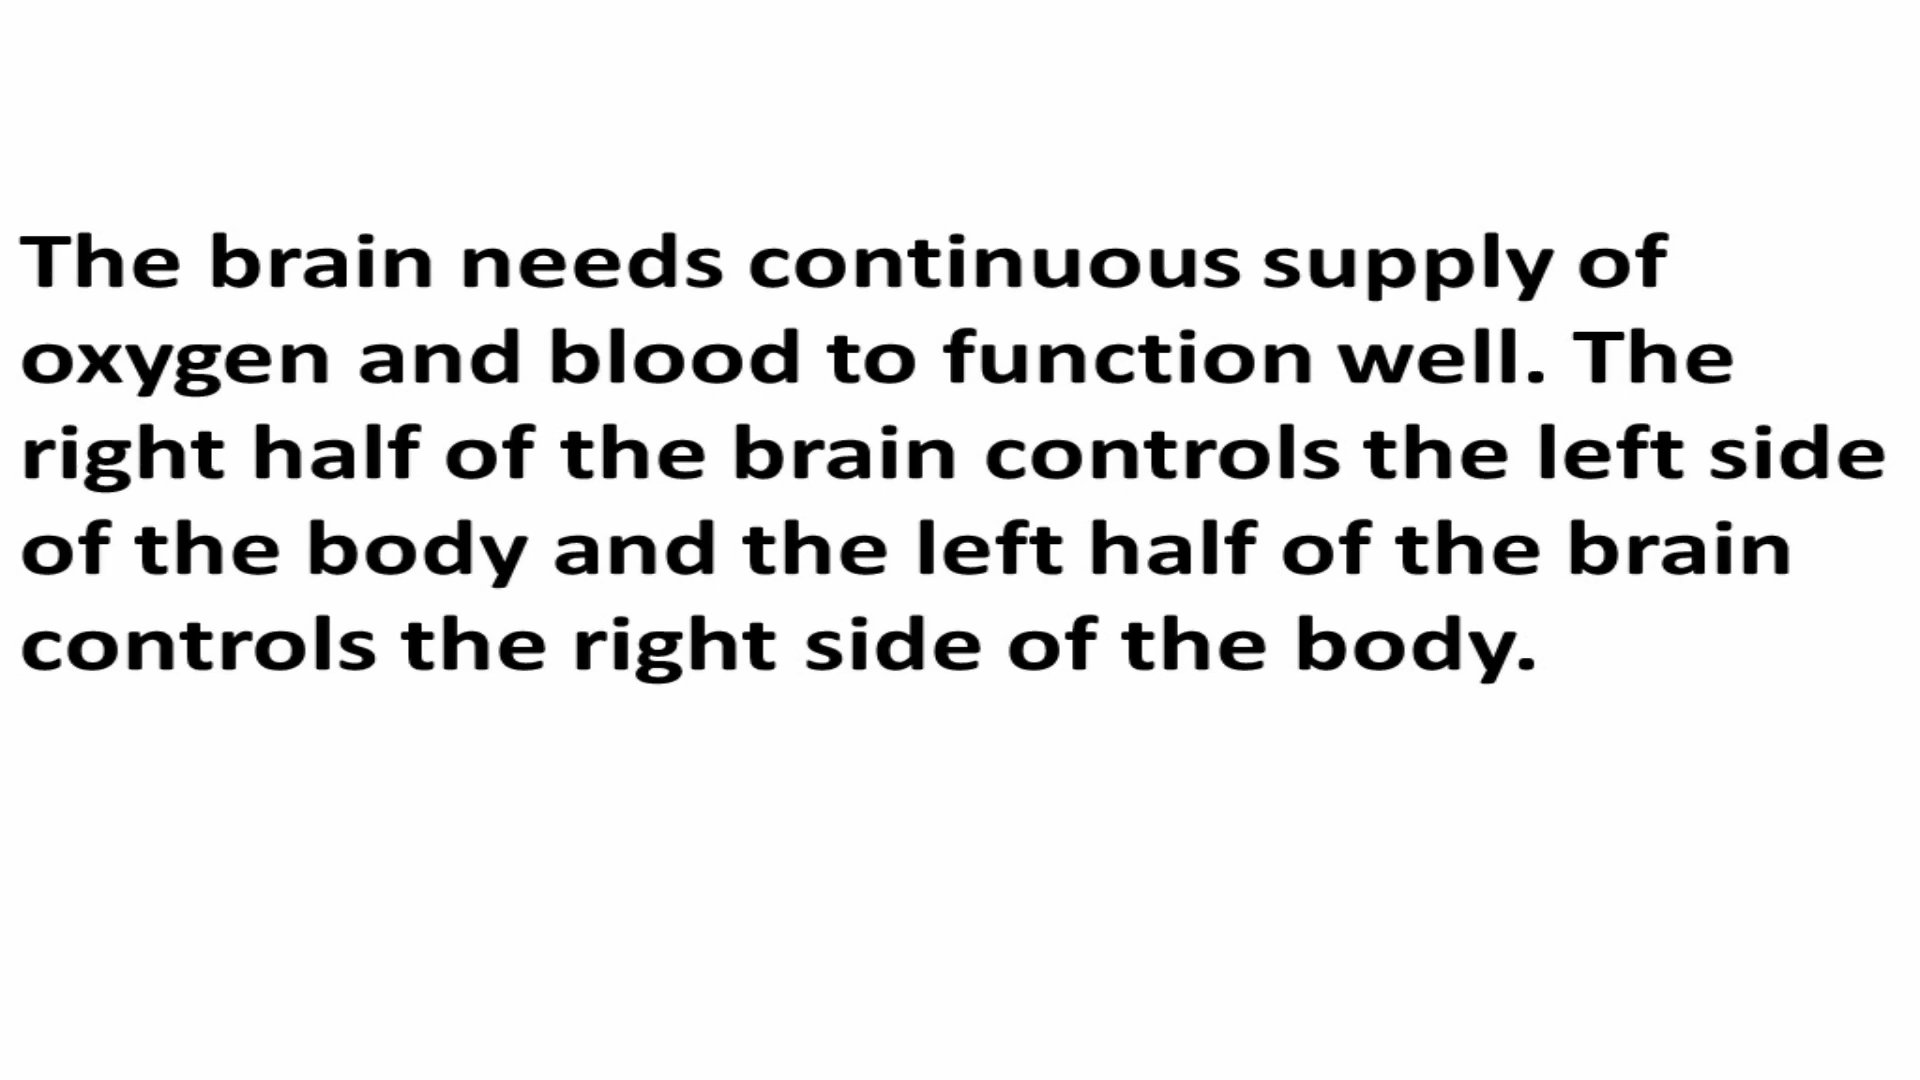 The brain needs continuous supply of
oxygen and blood to function well. The
right half of the brain controls the left side
of the body and the left half of the brain
controls the right side of the body.